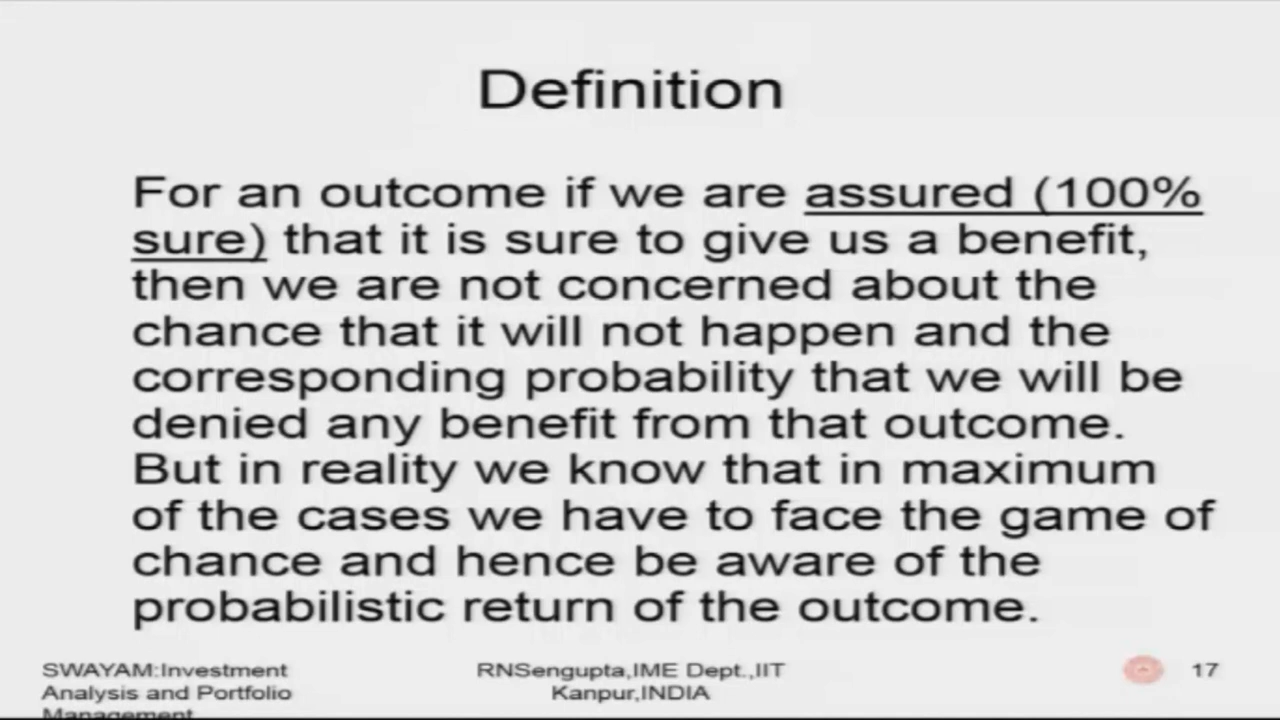 Definition
For an outcome if we are assured (100%
sure) that it is sure to give us a benefit,
then we are not concerned about the
chance that it will not happen and the
corresponding probability that we will be
denied any benefit from that outcome.
But in reality we know that in maximum
of the cases we have to face the game of
chance and hence be aware of the
probabilistic return of the outcome.
SWAYAM:Investment
Analysis and Portfolio
Management
RNSengupta,IME Dept.,IIT
Kanpur,INDIA
17